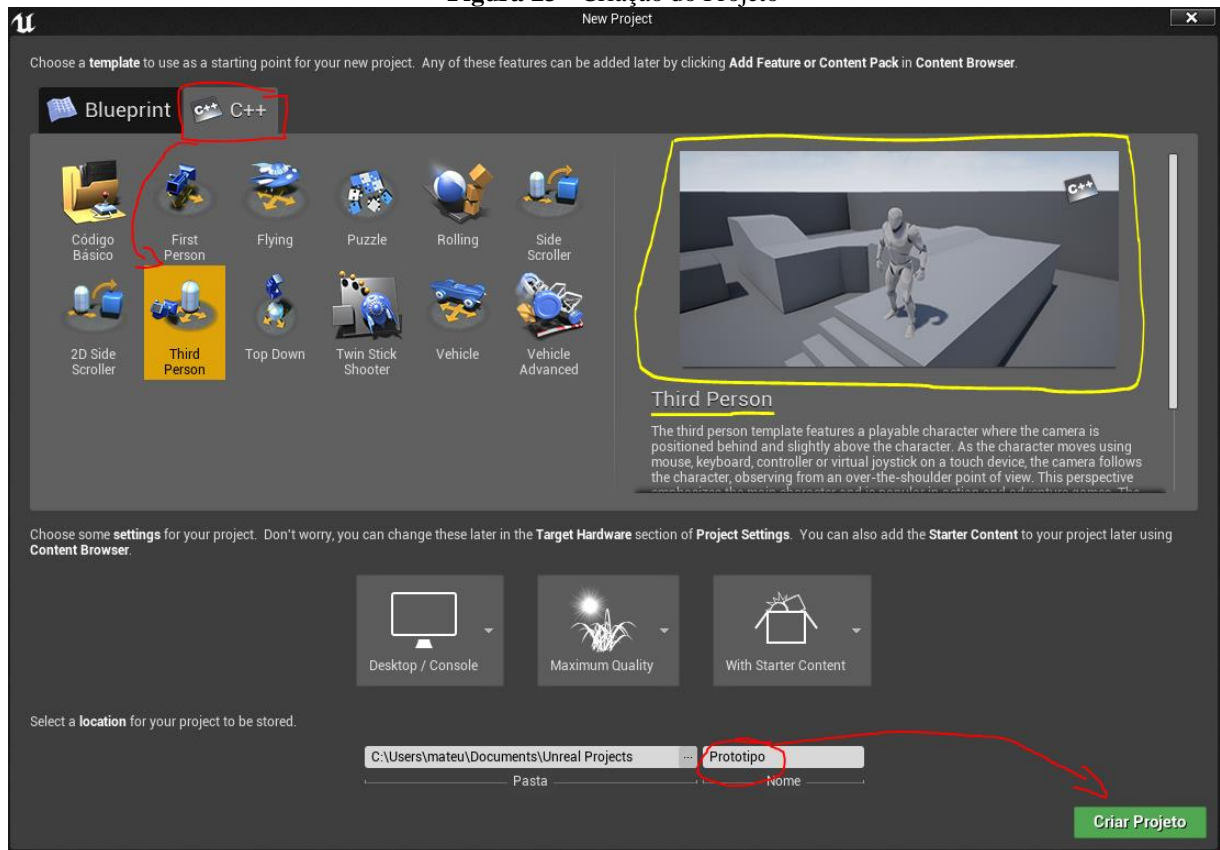 New Project
Choose a template to use as a starting point for your new project. Any of these features can be added later by clicking Add Feature or Content Pack in Content Browser.
Blueprint
C++
C++
C++
Código
Básico
First
Person
Flying
Puzzle
Rolling
Side
Scroller
2D Side
Scroller
Third
Person
Top Down
Twin Stick
Shooter
Vehicle
Vehicle
Advanced
Third Person
The third person template features a playable character where the camera is
positioned behind and slightly above the character. As the character moves using
mouse, keyboard, controller or virtual joystick on a touch device, the camera follows
the character, observing from an over-the-shoulder point of view. This perspective
Choose some settings for your project. Don't worry, you can change these later in the Target Hardware section of Project Settings. You can also add the Starter Content to your project later using
Content Browser.
Desktop / Console
Maximum Quality
With Starter Content
Select a location for your project to be stored.
C:\Users\mateu\Documents\Unreal Projects
...
Prototipo
Pasta
Nome
Criar Projeto